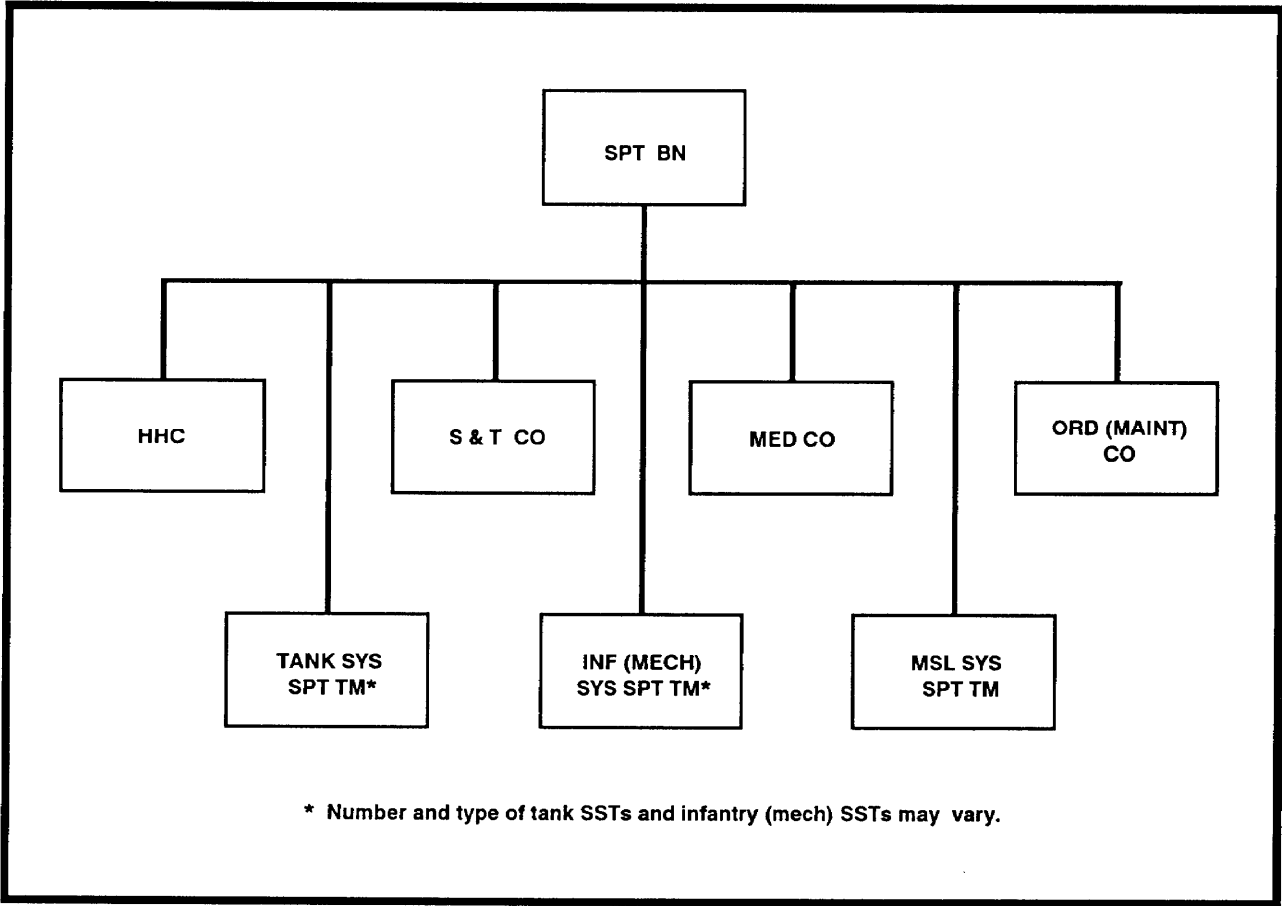 SPT BN
HHC
S & T CO
MED CO
ORD (MAINT)
CO
TANK SYS
SPT TM*
INF (MECH)
SYS SPT TM*
MSL SYS
SPT TM
* Number and type of tank SSTs and infantry (mech) SSTs may vary.